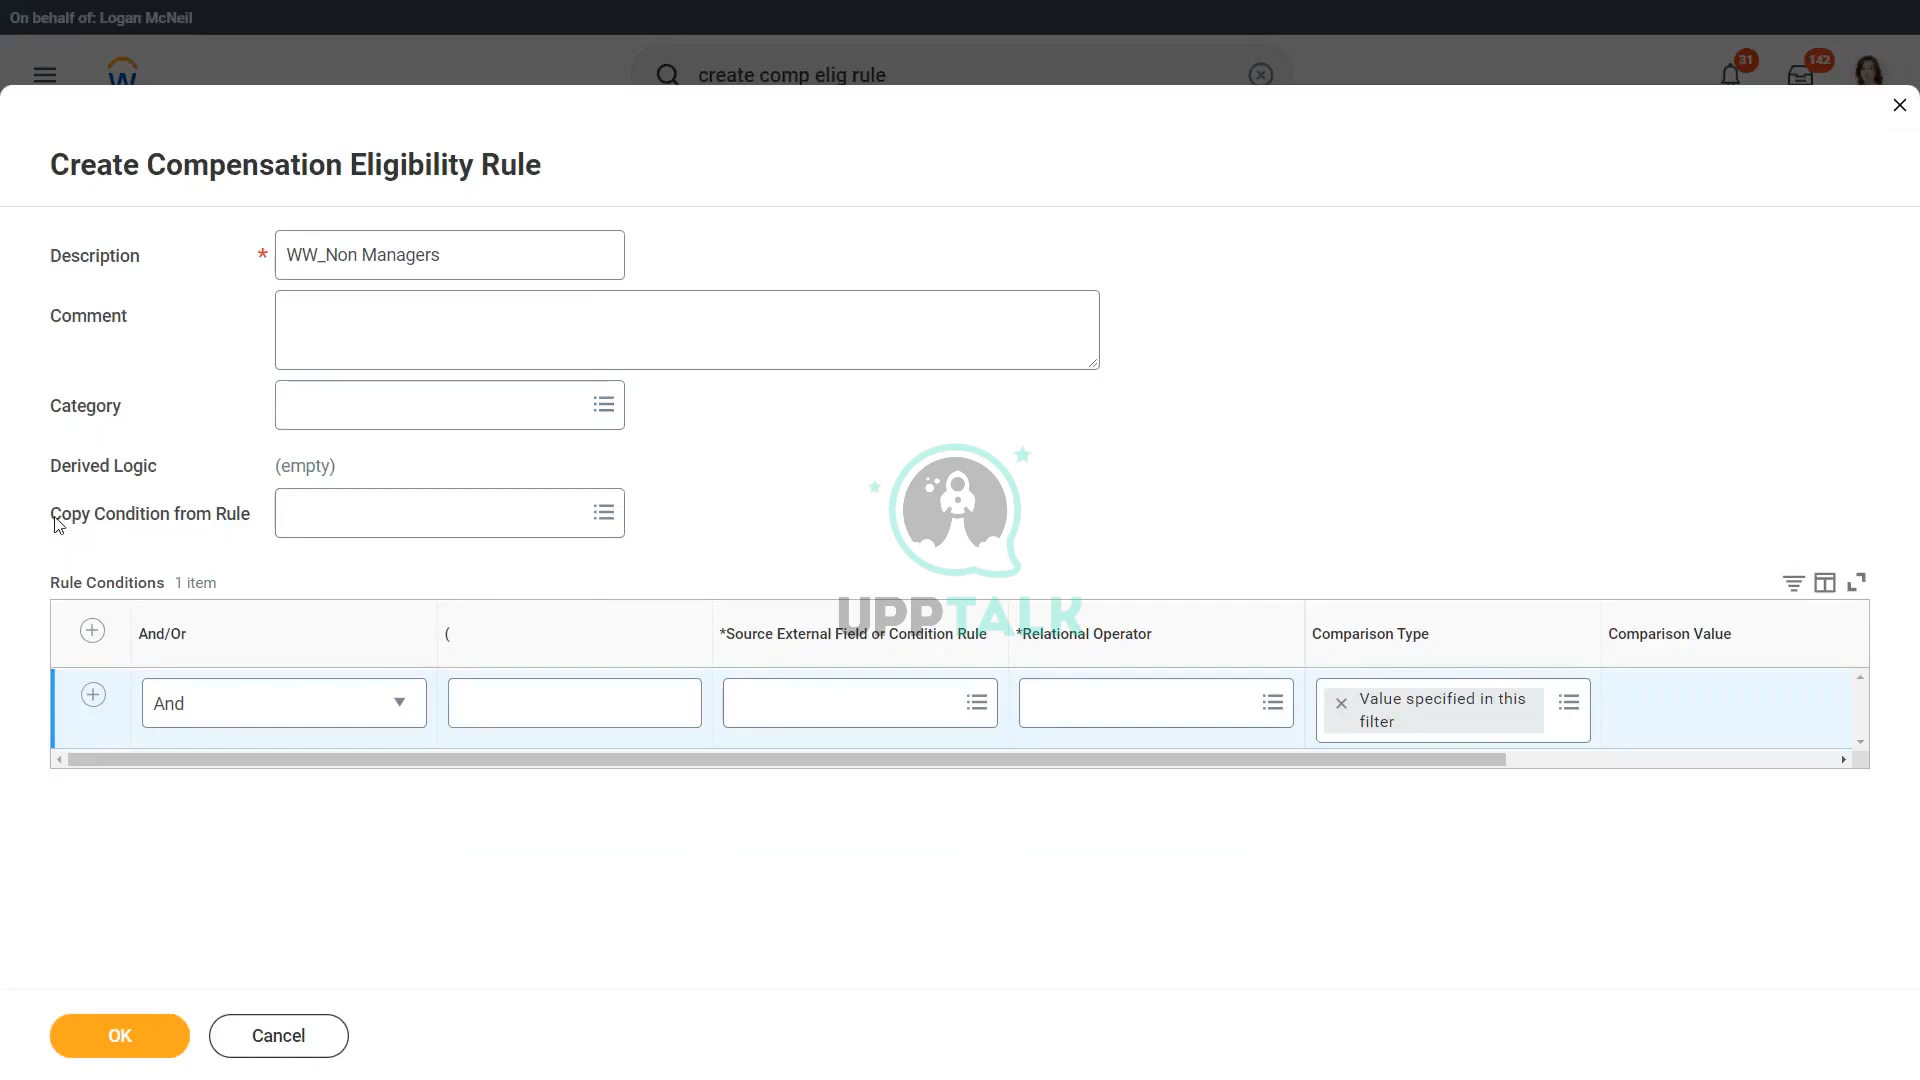 On behalf of: Logan McNeil
W
create comp elig rule
31
142
Create Compensation Eligibility Rule
Description
*
WW_Non Managers
Comment
Category
Derived Logic
(empty)
Copy Condition from Rule
UPPTALK
Rule Conditions 1 item
And/Or
(
*Source External Field or Condition Rule
*Relational Operator
Comparison Type
Comparison Value
And
Value specified in this
filter
OK
Cancel